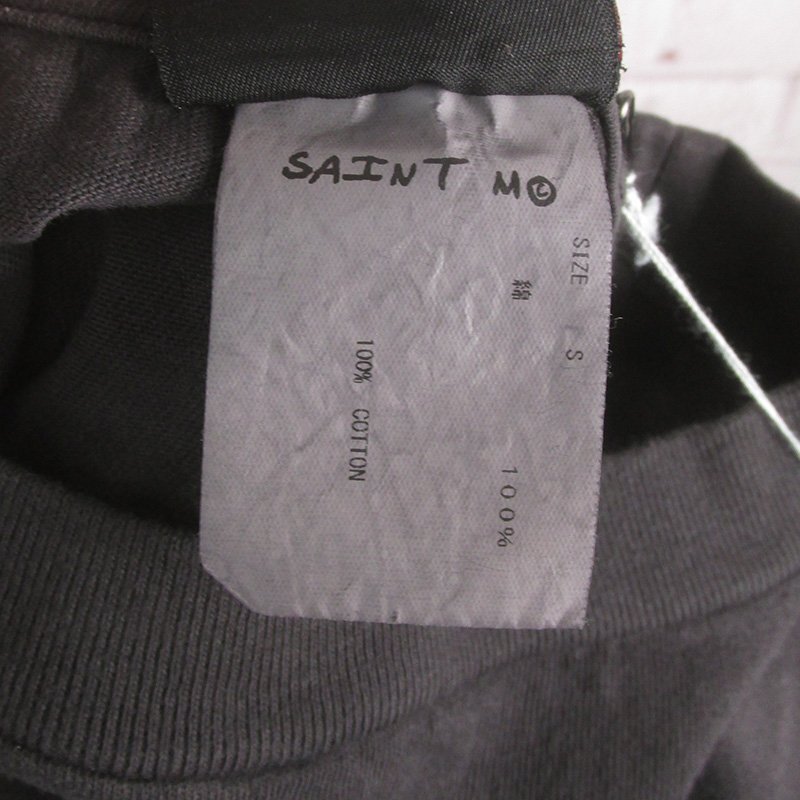 SAINT M©
SIZE S
綿 100%
100% COTTON